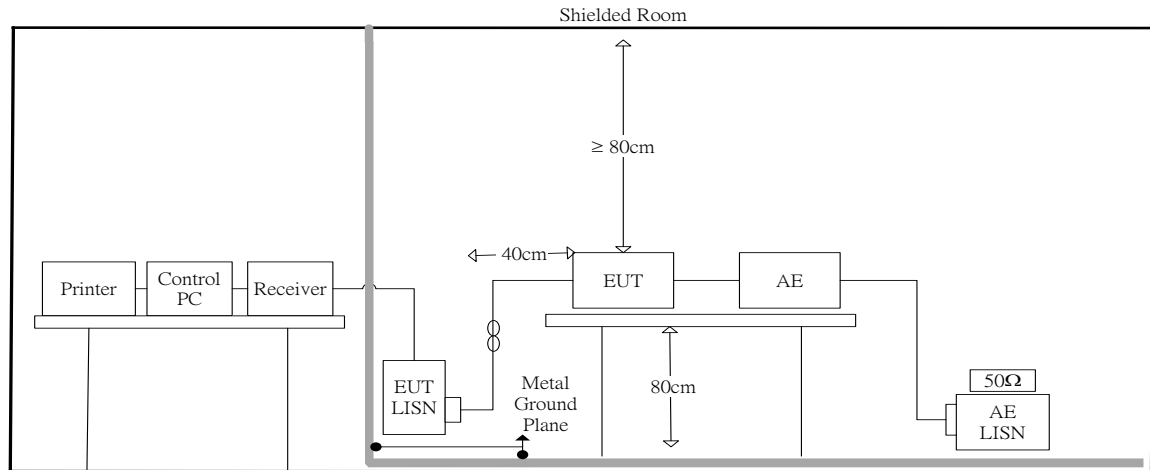 Shielded Room
≥ 80cm
40cm
Printer
Control
PC
Receiver
EUT
AE
EUT
LISN
Metal
Ground
Plane
80cm
50Ω
AE
LISN